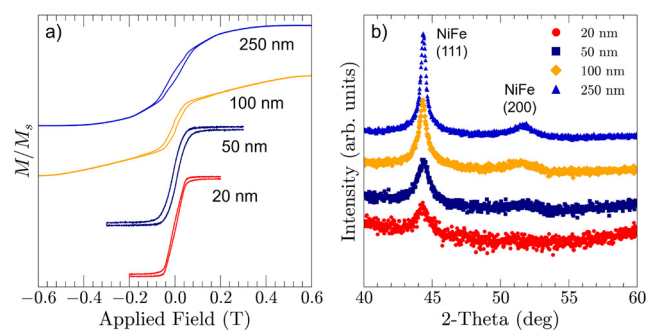 a)
250 nm
100 nm
50 nm
20 nm
M/Ms
−0.6 −0.4 −0.2 0.0 0.2 0.4 0.6
Applied Field (T)
b)
NiFe
(111)
NiFe
(200)
20 nm
50 nm
100 nm
250 nm
Intensity (arb. units)
40 45 50 55 60
2-Theta (deg)